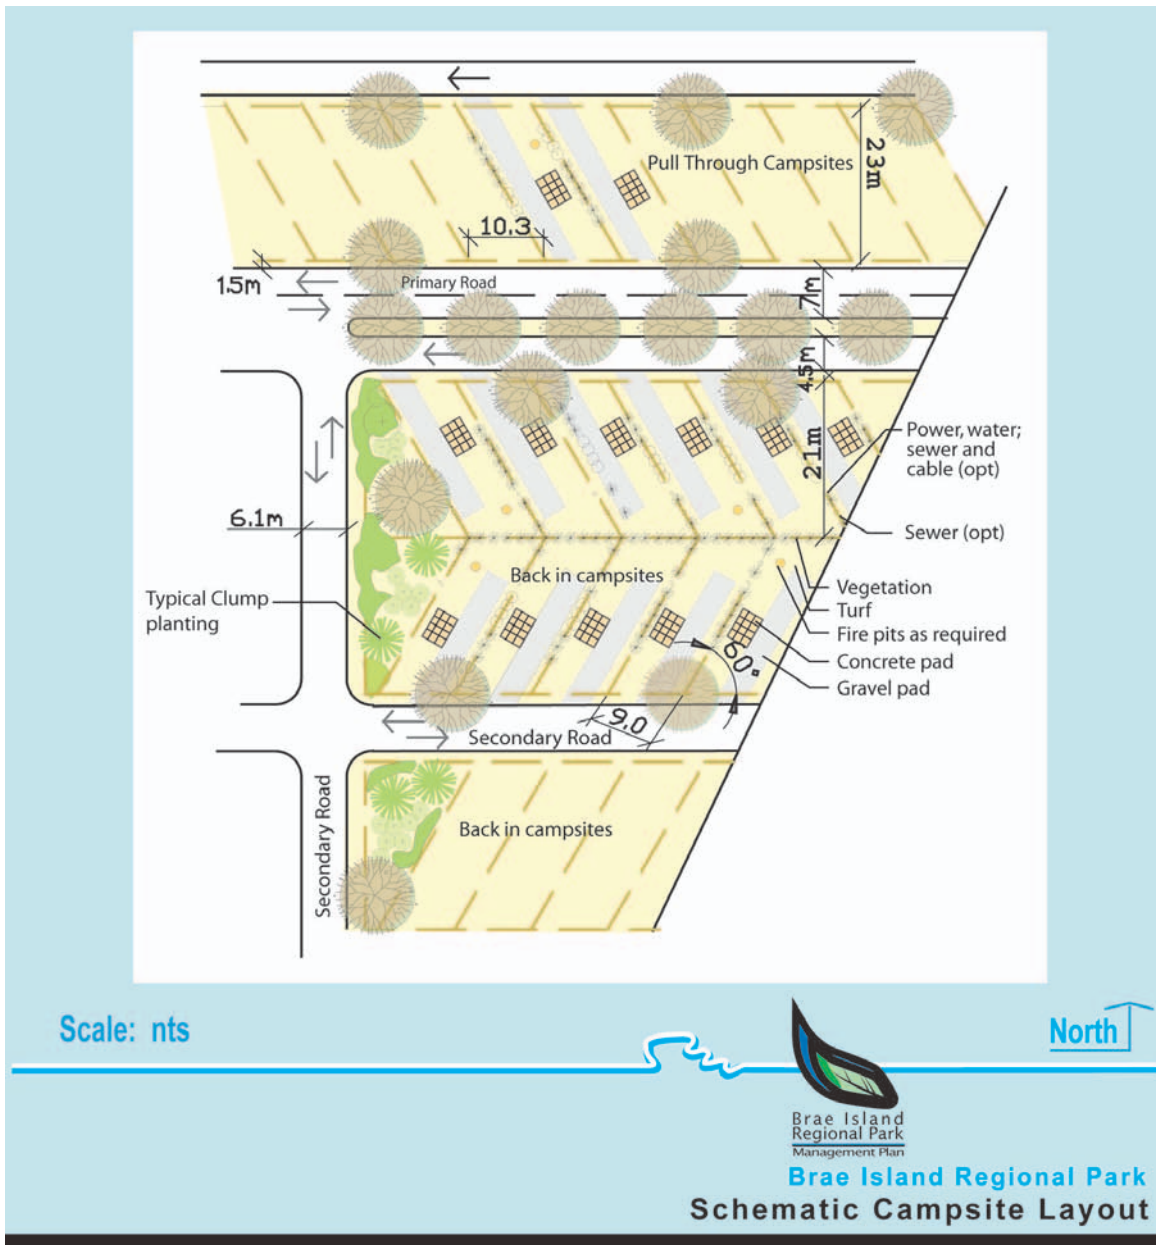 Pull Through Campsites
23m
10.3
1.5m
Primary Road
7m
4.5m
21m
Power, water;
sewer and
cable (opt)
6.1m
Sewer (opt)
Back in campsites
Vegetation
Typical Clump
planting
Turf
Fire pits as required
Concrete pad
60°
Gravel pad
9.0
Secondary Road
Secondary Road
Back in campsites
Scale: nts
North
Brae Island
Regional Park
Management Plan
Brae Island Regional Park
Schematic Campsite Layout